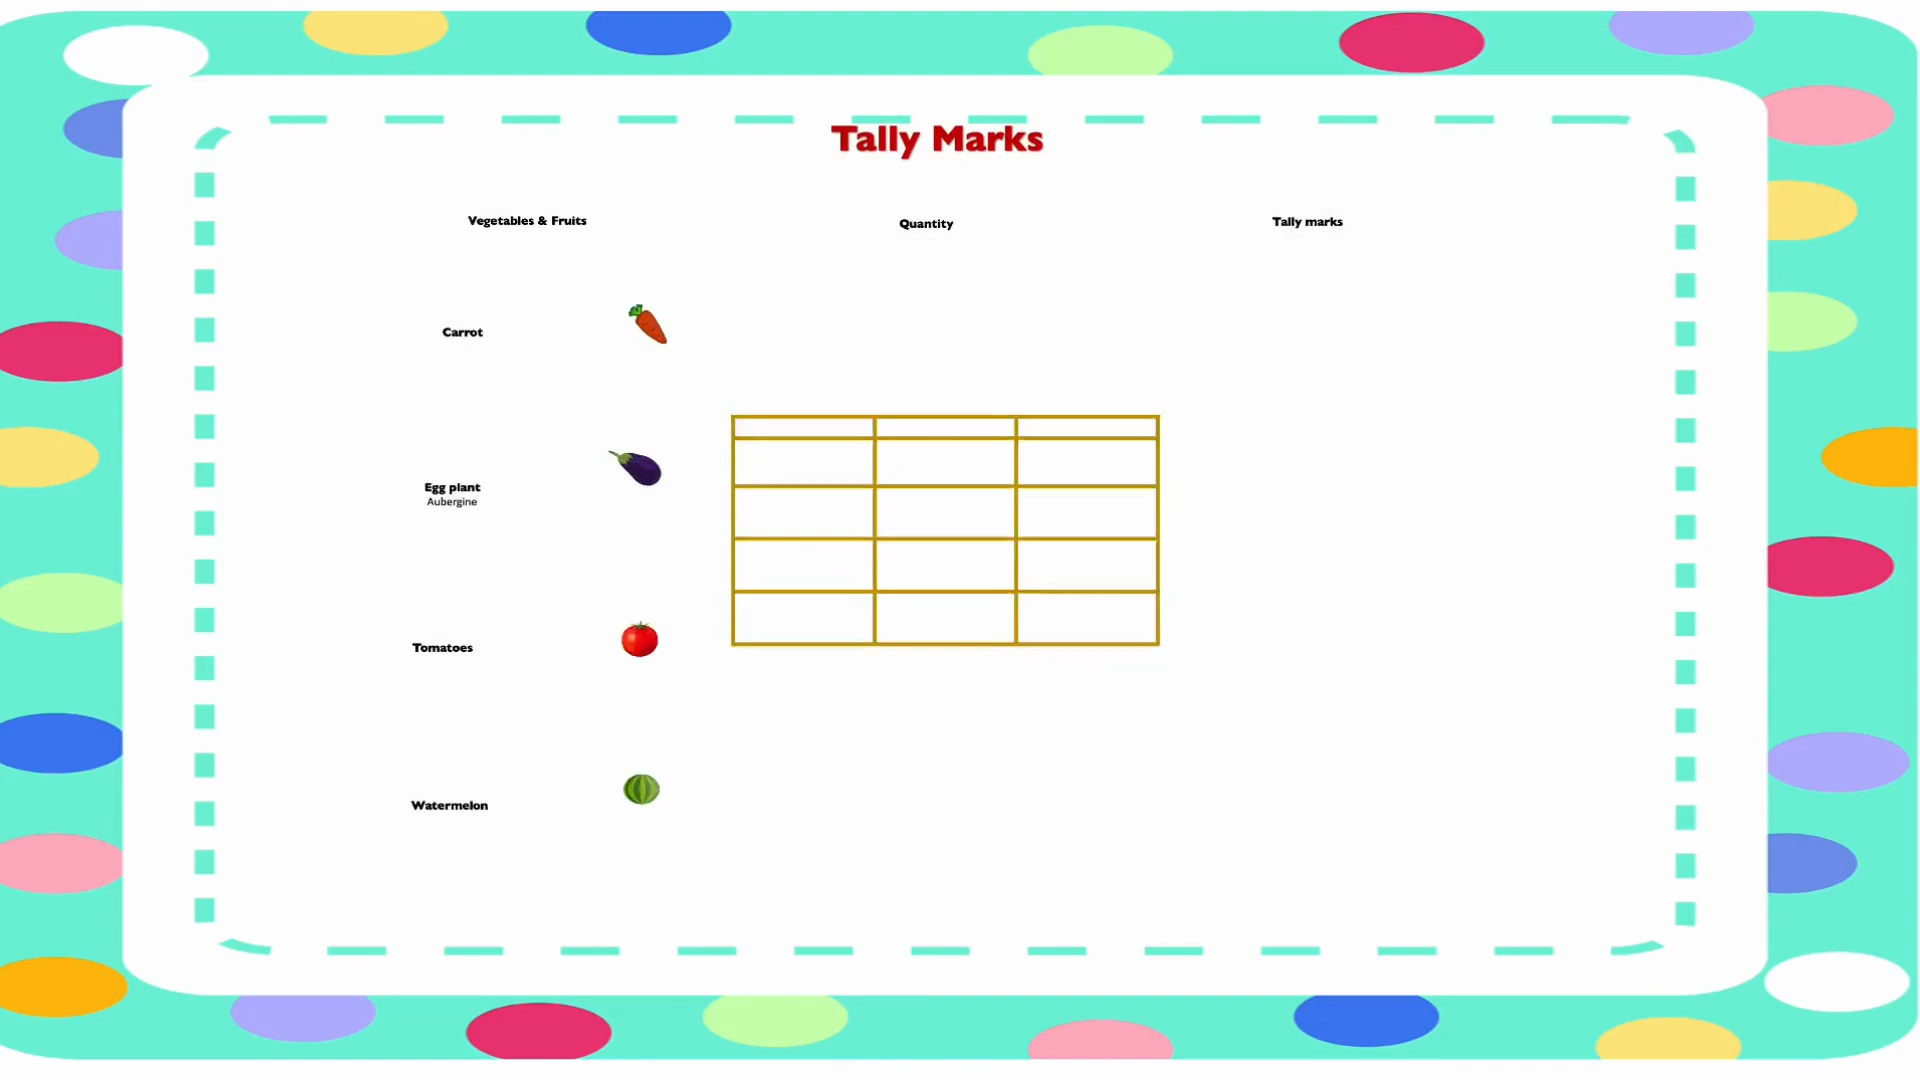 Tally Marks
Vegetables & Fruits
Quantity
Tally marks
Carrot
Egg plant
Aubergine
Tomatoes
Watermelon